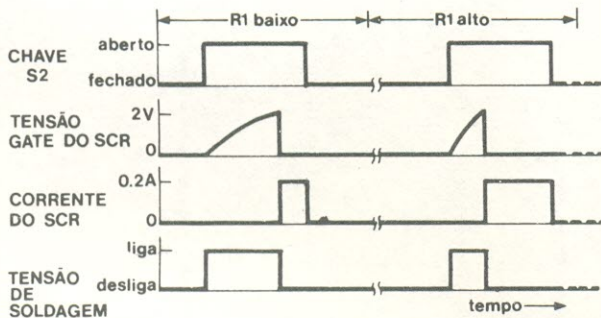 R1 baixo
R1 alto
CHAVE
S2
aberto
fechado
TENSÃO
GATE DO SCR
2V
0
CORRENTE
DO SCR
0.2A
0
TENSÃO
DE
SOLDAGEM
liga
desliga
tempo